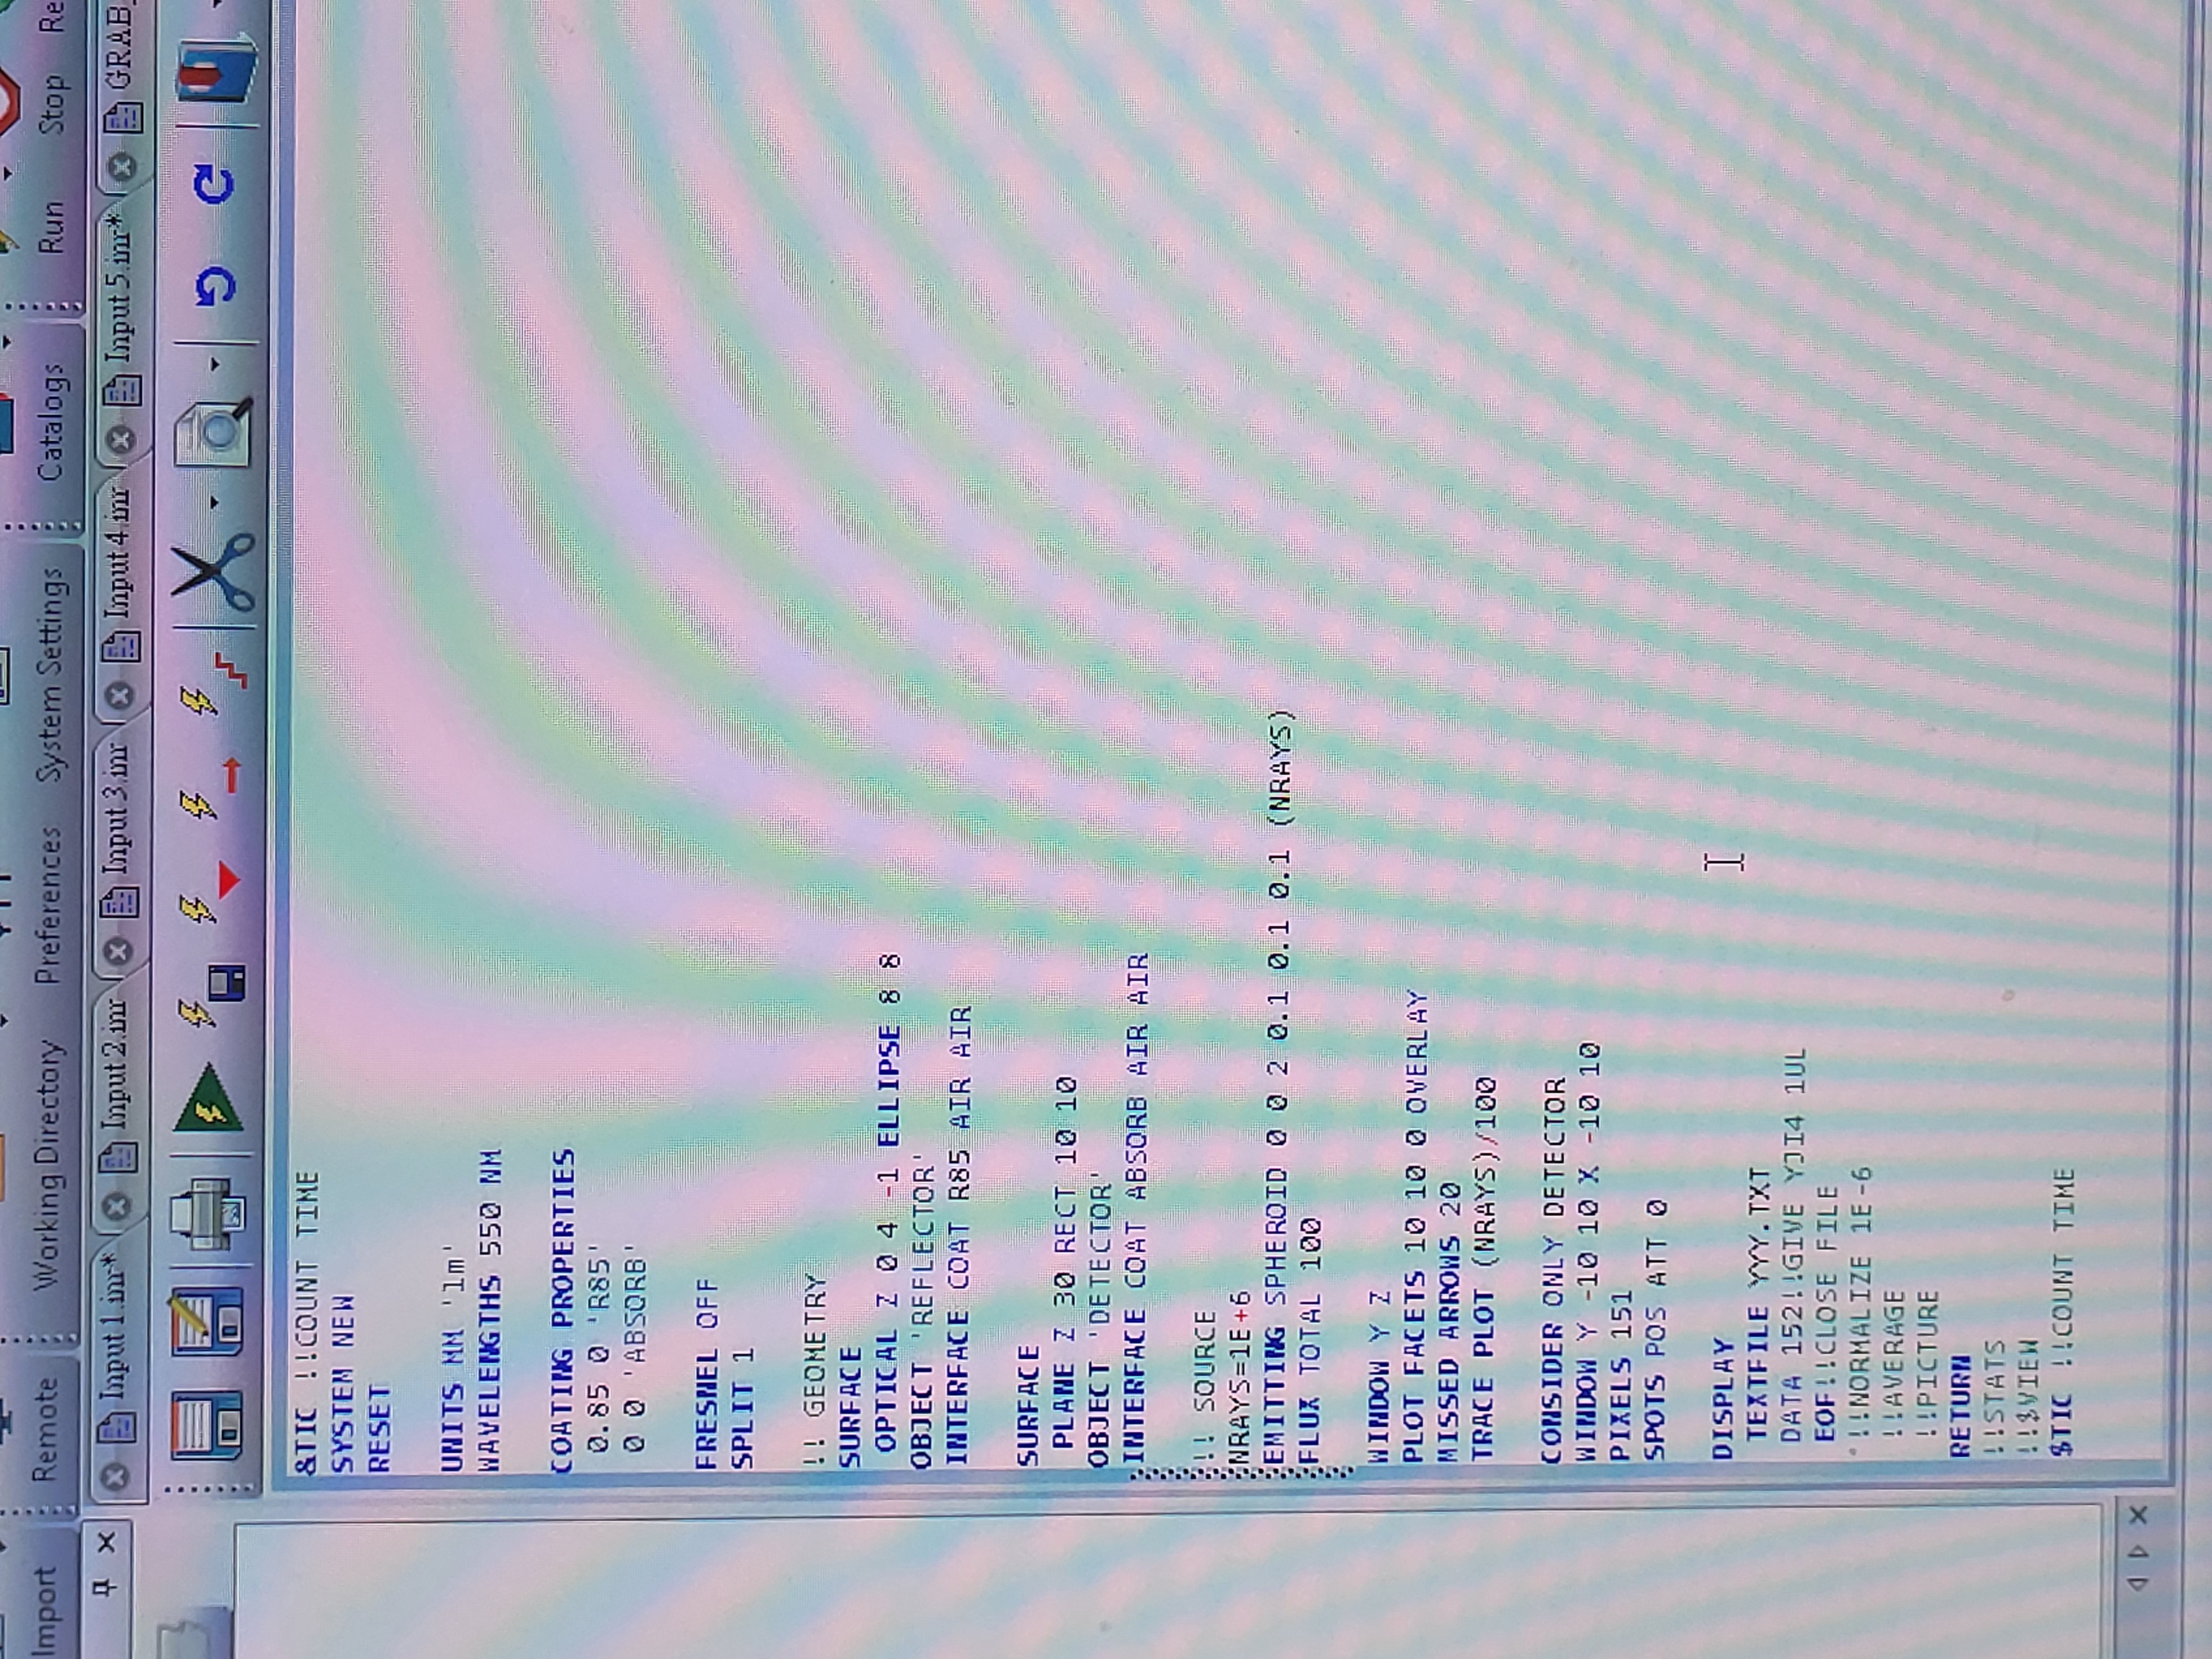 Import Remote Working Directory Preferences System Settings Catalogs Run Stop Re
Input 1.inr* Input 2.inr Input 3.inr Input 4.inr Input 5.inr* GRAB_
&TIC !!COUNT TIME
SYSTEM NEW
RESET
UNITS MM 'lm'
WAVELENGTHS 550 NM
COATING PROPERTIES
0.85 0 'R85'
0 0 'ABSORB'
FRESNEL OFF
SPLIT 1
!! GEOMETRY
SURFACE
OPTICAL Z 0 4 -1 ELLIPSE 8 8
OBJECT 'REFLECTOR'
INTERFACE COAT R85 AIR AIR
SURFACE
PLANE Z 30 RECT 10 10
OBJECT 'DETECTOR'
INTERFACE COAT ABSORB AIR AIR
!! SOURCE
NRAYS=1E+6
EMITTING SPHEROID 0 0 2 0.1 0.1 0.1 (NRAYS)
FLUX TOTAL 100
WINDOW Y Z
PLOT FACETS 10 10 0 OVERLAY
MISSED ARROWS 20
TRACE PLOT (NRAYS)/100
CONSIDER ONLY DETECTOR
WINDOW Y -10 10 X -10 10
PIXELS 151
SPOTS POS ATT 0
DISPLAY
TEXTFILE YYY.TXT
DATA 152!!GIVE YJI4 1UL
EOF!!CLOSE FILE
!!NORMALIZE 1E-6
!!AVERAGE
!!PICTURE
RETURN
!!STATS
!!$VIEW
$TIC !!COUNT TIME